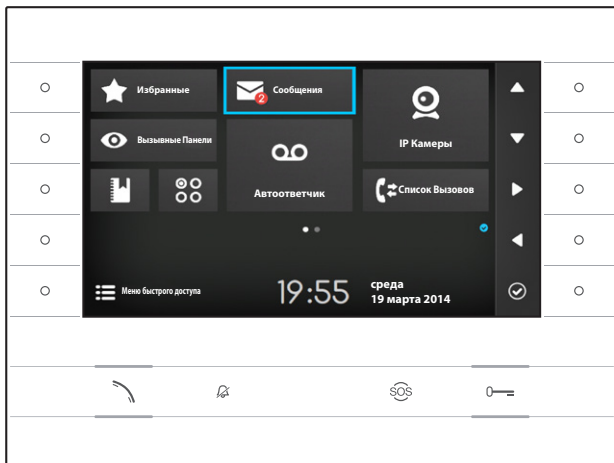 Избранные
Сообщения
2
Вызывные Панели
IP Камеры
Автоответчик
Список Вызовов
Меню быстрого доступа
19:55
среда
19 марта 2014
SOS